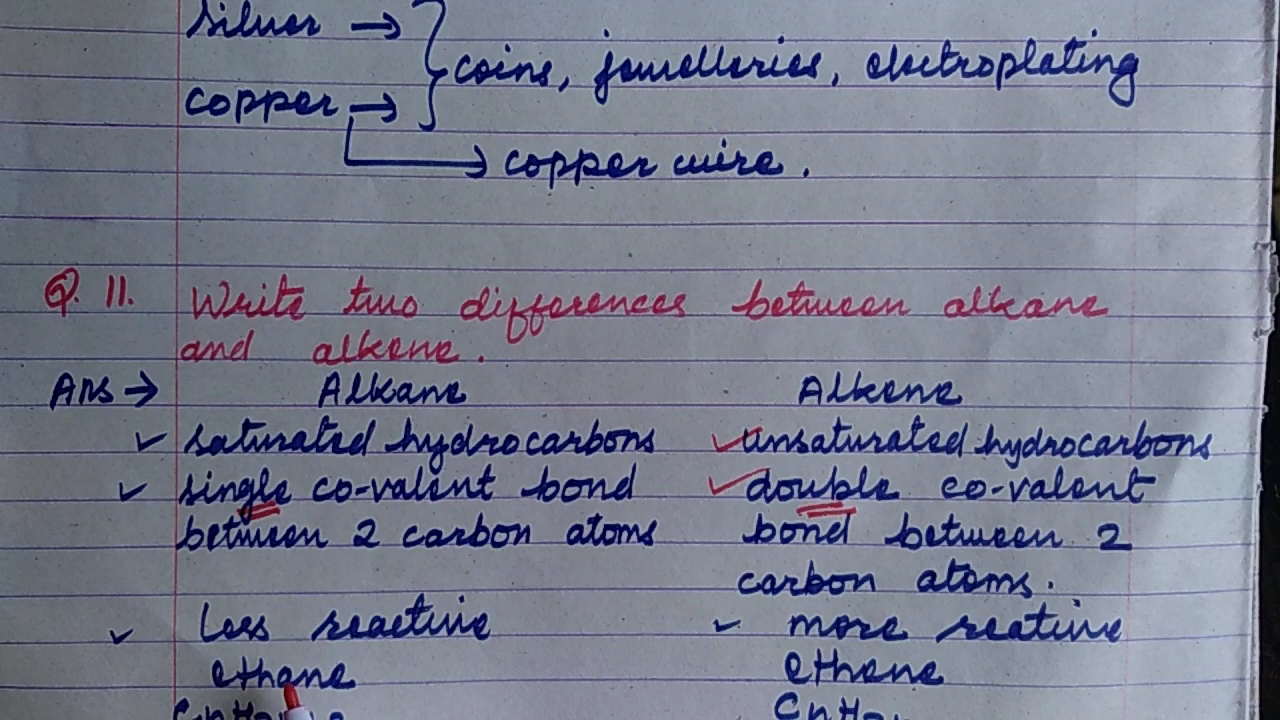 Silver →
coins, jewelleries, electroplating
copper →
→ copper wire.
Q. 11. Write two differences between alkane
and alkene.
Ans → Alkane Alkene
✓ saturated hydrocarbons ✓ unsaturated hydrocarbons
✓ single co-valent bond ✓ double co-valent
between 2 carbon atoms bond between 2
carbon atoms.
✓ Less reactive ✓ more reative
ethane ethene